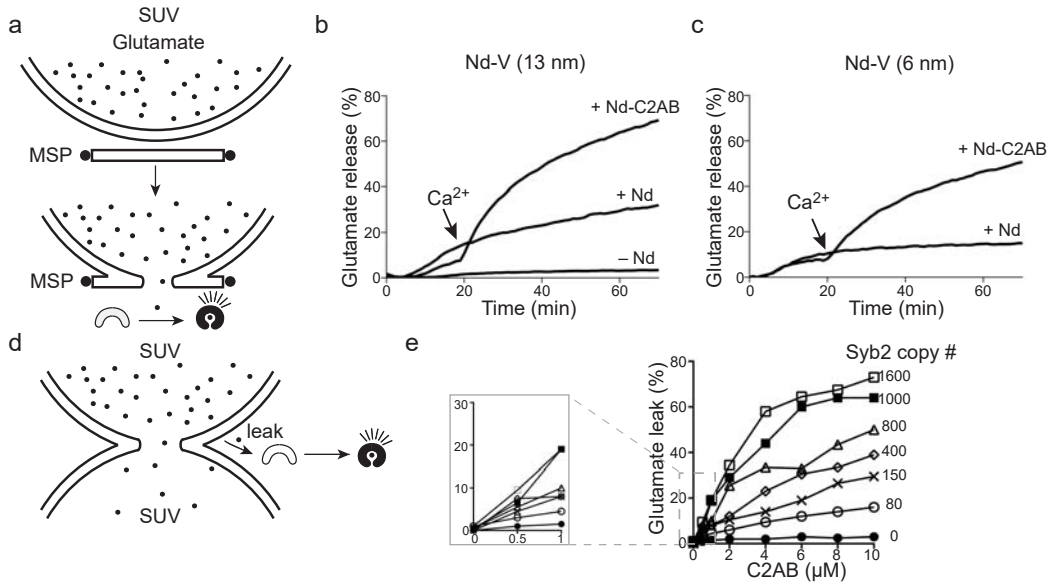 a
SUV
Glutamate
MSP
MSP
b
Nd-V (13 nm)
Glutamate release (%)
80
60
40
20
0
+ Nd-C2AB
Ca2+
+ Nd
– Nd
0
20
40
60
Time (min)
c
Nd-V (6 nm)
Glutamate release (%)
80
60
40
20
0
+ Nd-C2AB
Ca2+
+ Nd
0
20
40
60
Time (min)
d
SUV
leak
SUV
e
30
20
10
0
0
0.5
1
Syb2 copy #
Glutamate leak (%)
80
60
40
20
0
1600
1000
800
400
150
80
0
0
2
4
6
8
10
C2AB (µM)